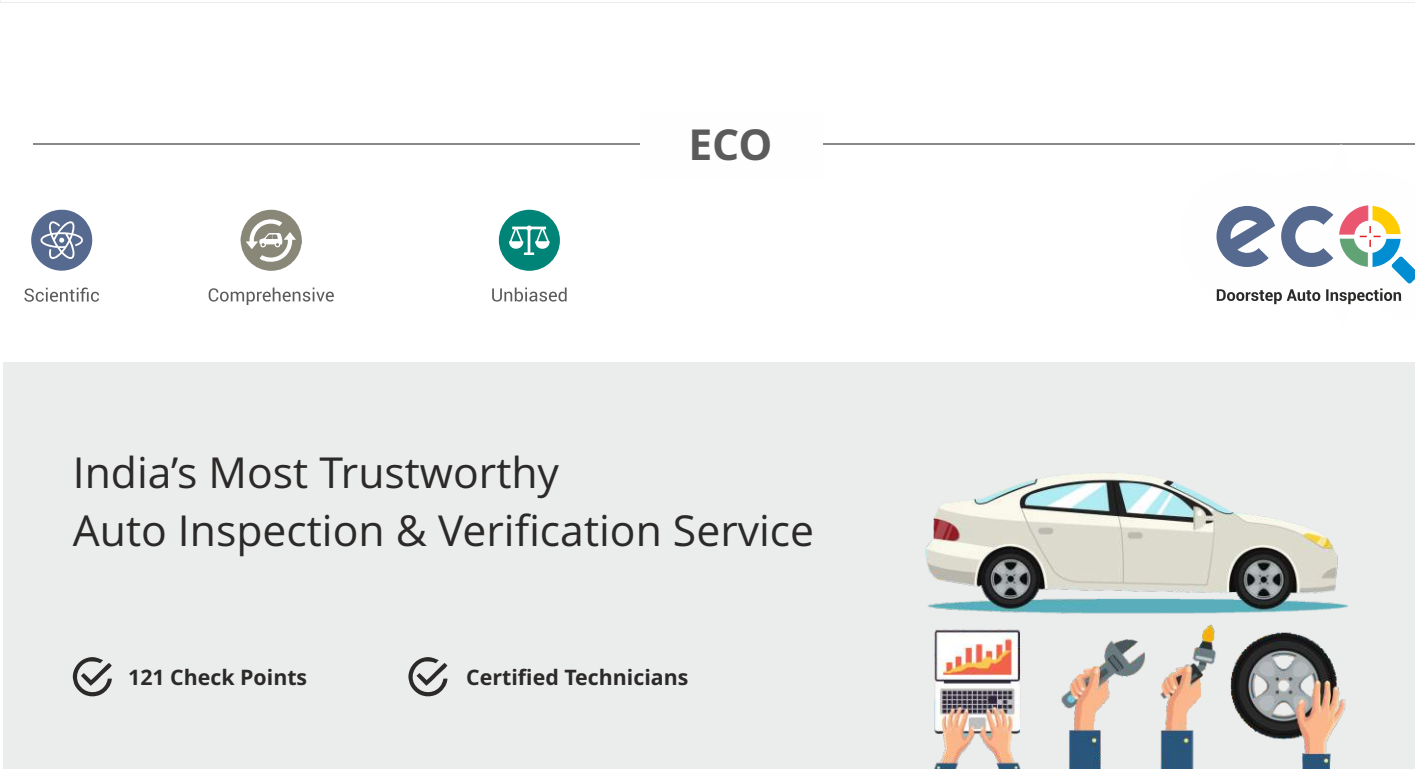 ECO
Scientific
Comprehensive
Unbiased
eco
Doorstep Auto Inspection
India’s Most Trustworthy
Auto Inspection & Verification Service
121 Check Points
Certified Technicians